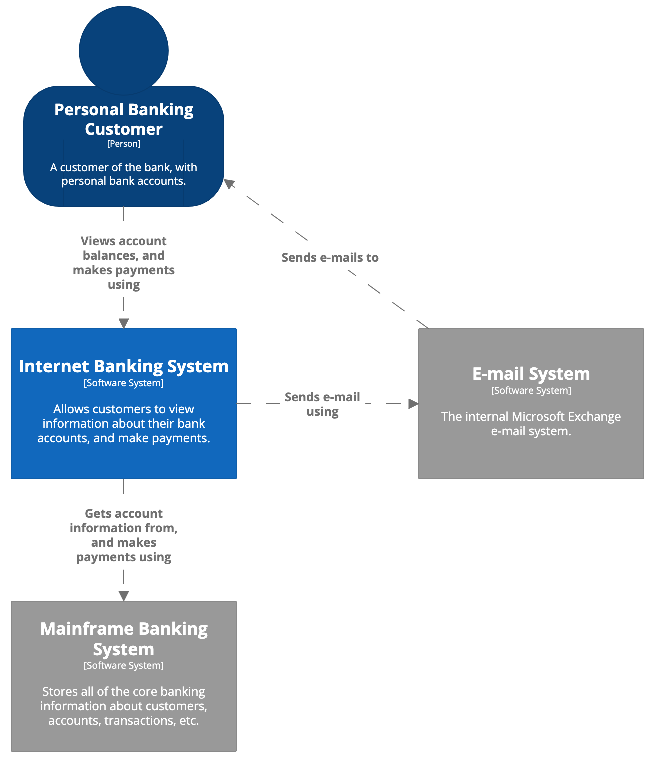 Personal Banking
Customer
[Person]
A customer of the bank, with
personal bank accounts.
Views account
balances, and
makes payments
using
Sends e-mails to
Internet Banking System
[Software System]
Allows customers to view
information about their bank
accounts, and make payments.
Sends e-mail
using
E-mail System
[Software System]
The internal Microsoft Exchange
e-mail system.
Gets account
information from,
and makes
payments using
Mainframe Banking
System
[Software System]
Stores all of the core banking
information about customers,
accounts, transactions, etc.